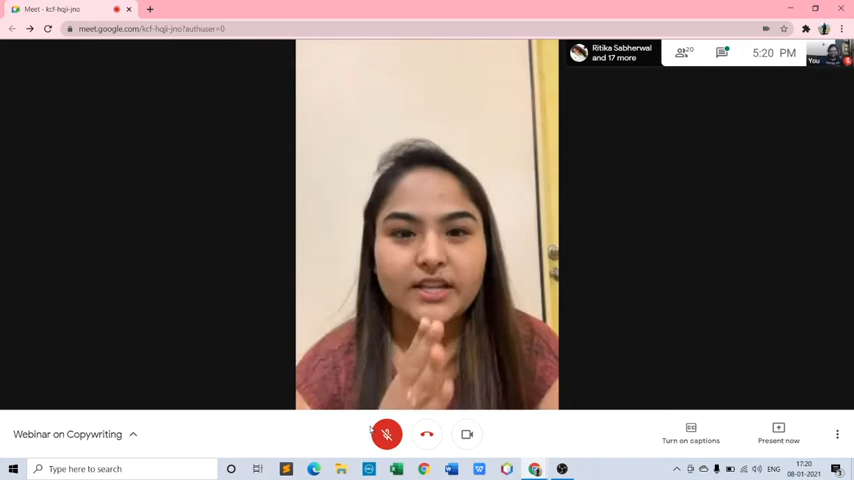 Meet - kcf-hqji-jno
meet.google.com/kcf-hqji-jno?authuser=0
Ritika Sabherwal
and 17 more
20
5:20 PM
You
Webinar on Copywriting
Turn on captions
Present now
Type here to search
ENG
17:20
08-01-2021